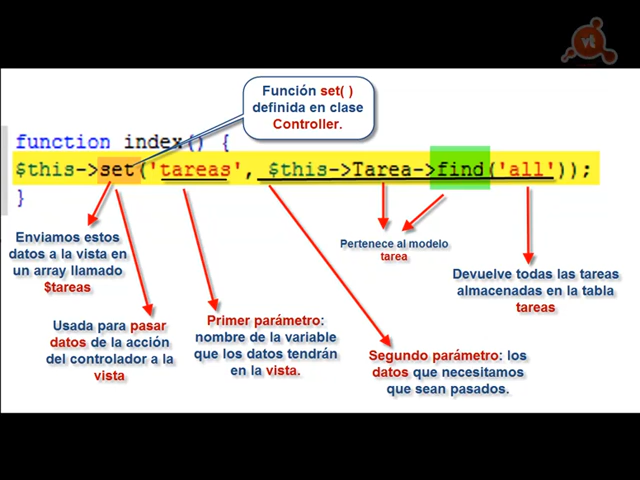 vt
Función set( )
definida en clase
Controller.
function index() {
$this->set('tareas', $this->Tarea->find('all'));
}
Enviamos estos
datos a la vista en
un array llamado
$tareas
Pertenece al modelo
tarea
Devuelve todas las tareas
almacenadas en la tabla
tareas
Usada para pasar
datos de la acción
del controlador a la
vista
Primer parámetro:
nombre de la variable
que los datos tendrán
en la vista.
Segundo parámetro: los
datos que necesitamos
que sean pasados.